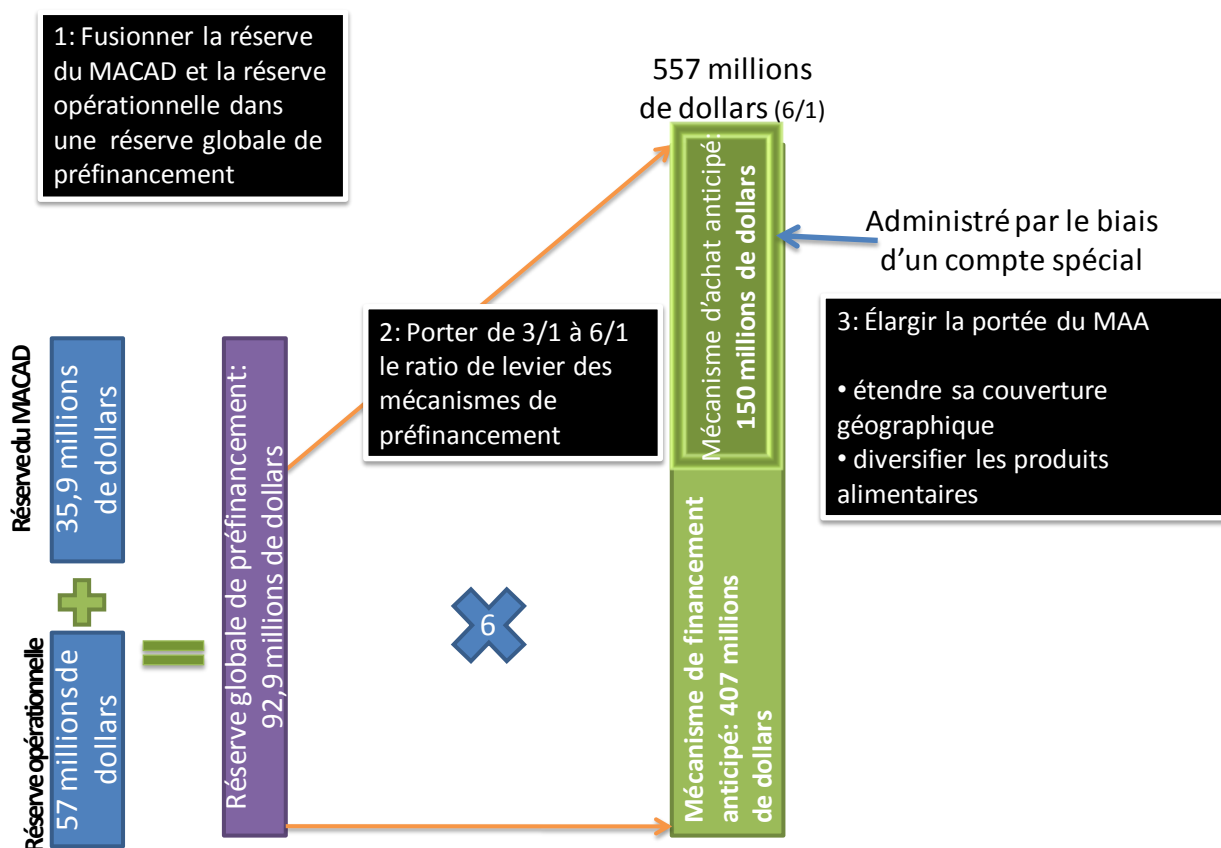 1: Fusionner la réserve
du MACAD et la réserve
opérationnelle dans
une réserve globale de
préfinancement
557 millions
de dollars (6/1)
Mécanisme d'achat anticipé:
150 millions de dollars
Administré par le biais
d'un compte spécial
2: Porter de 3/1 à 6/1
le ratio de levier des
mécanismes de
préfinancement
3: Élargir la portée du MAA
• étendre sa couverture
géographique
• diversifier les produits
alimentaires
Réserve du MACAD
35,9 millions
de dollars
Réserve opérationnelle
57 millions de
dollars
Réserve globale de préfinancement:
92,9 millions de dollars
6
Mécanisme de financement
anticipé: 407 millions
de dollars